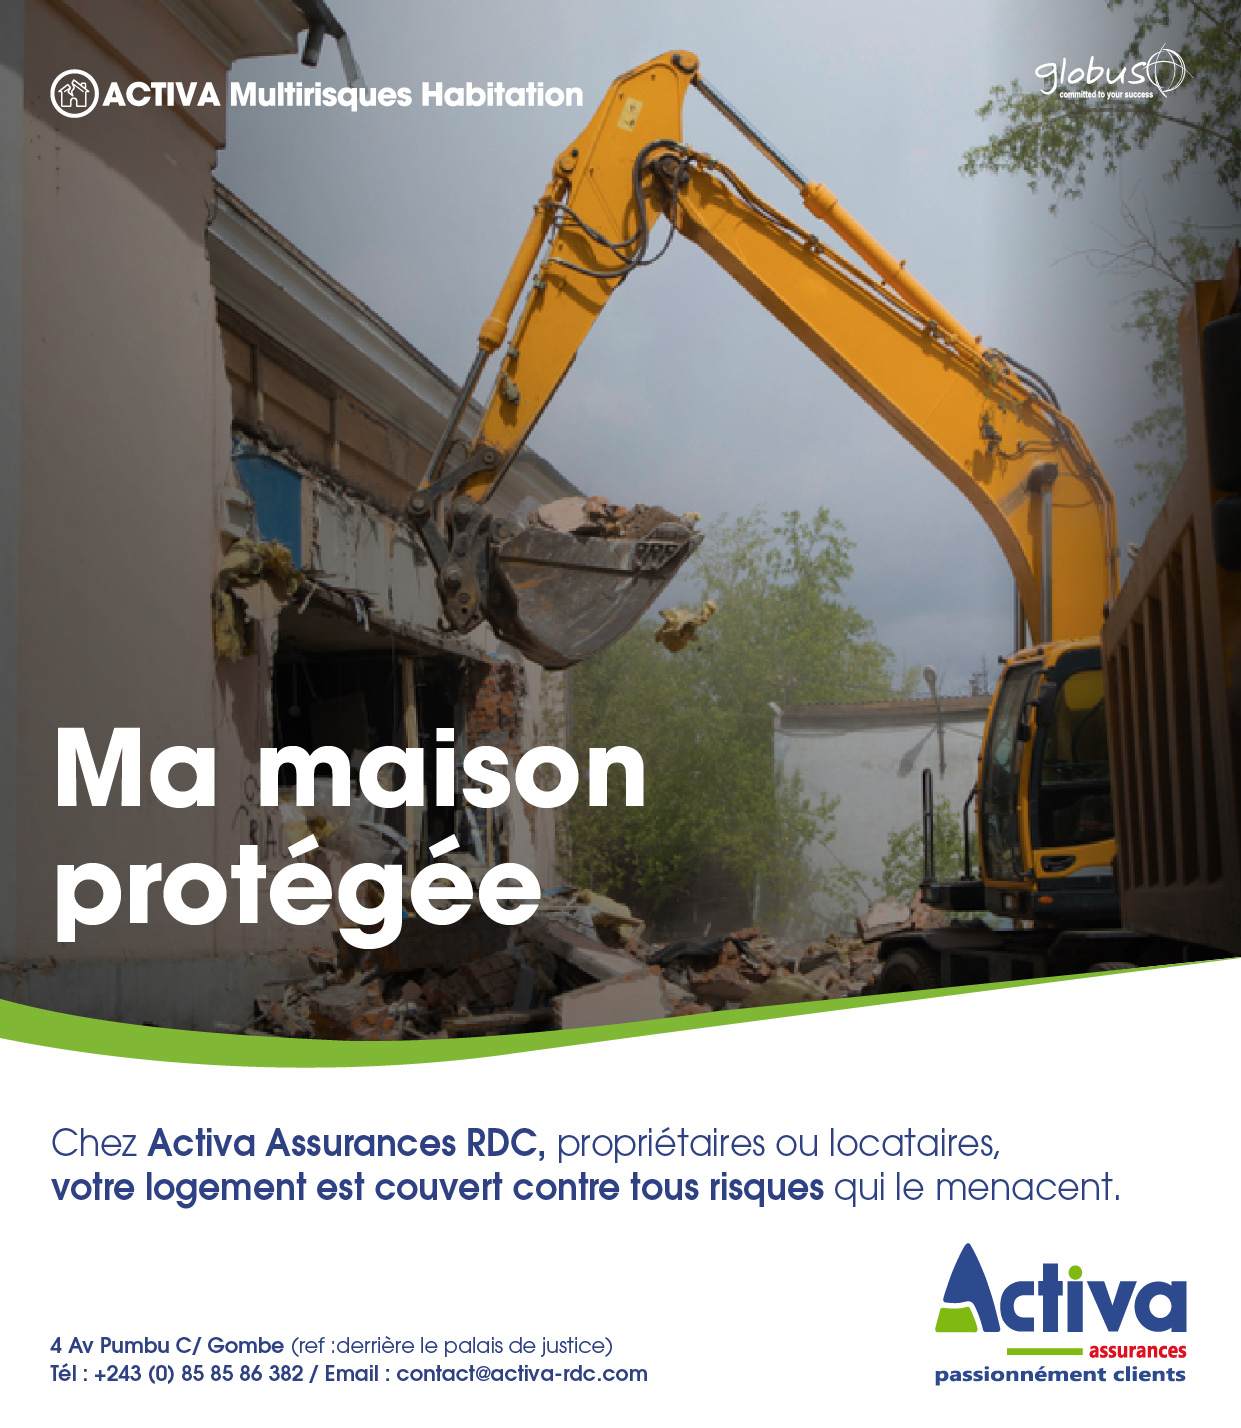 ACTIVA Multirisques Habitation
globus
committed to your success
Ma maison
protégée
Chez Activa Assurances RDC, propriétaires ou locataires,
votre logement est couvert contre tous risques qui le menacent.
4 Av Pumbu C/ Gombe (ref :derrière le palais de justice)
Tél : +243 (0) 85 85 86 382 / Email : contact@activa-rdc.com
Activa
assurances
passionnément clients